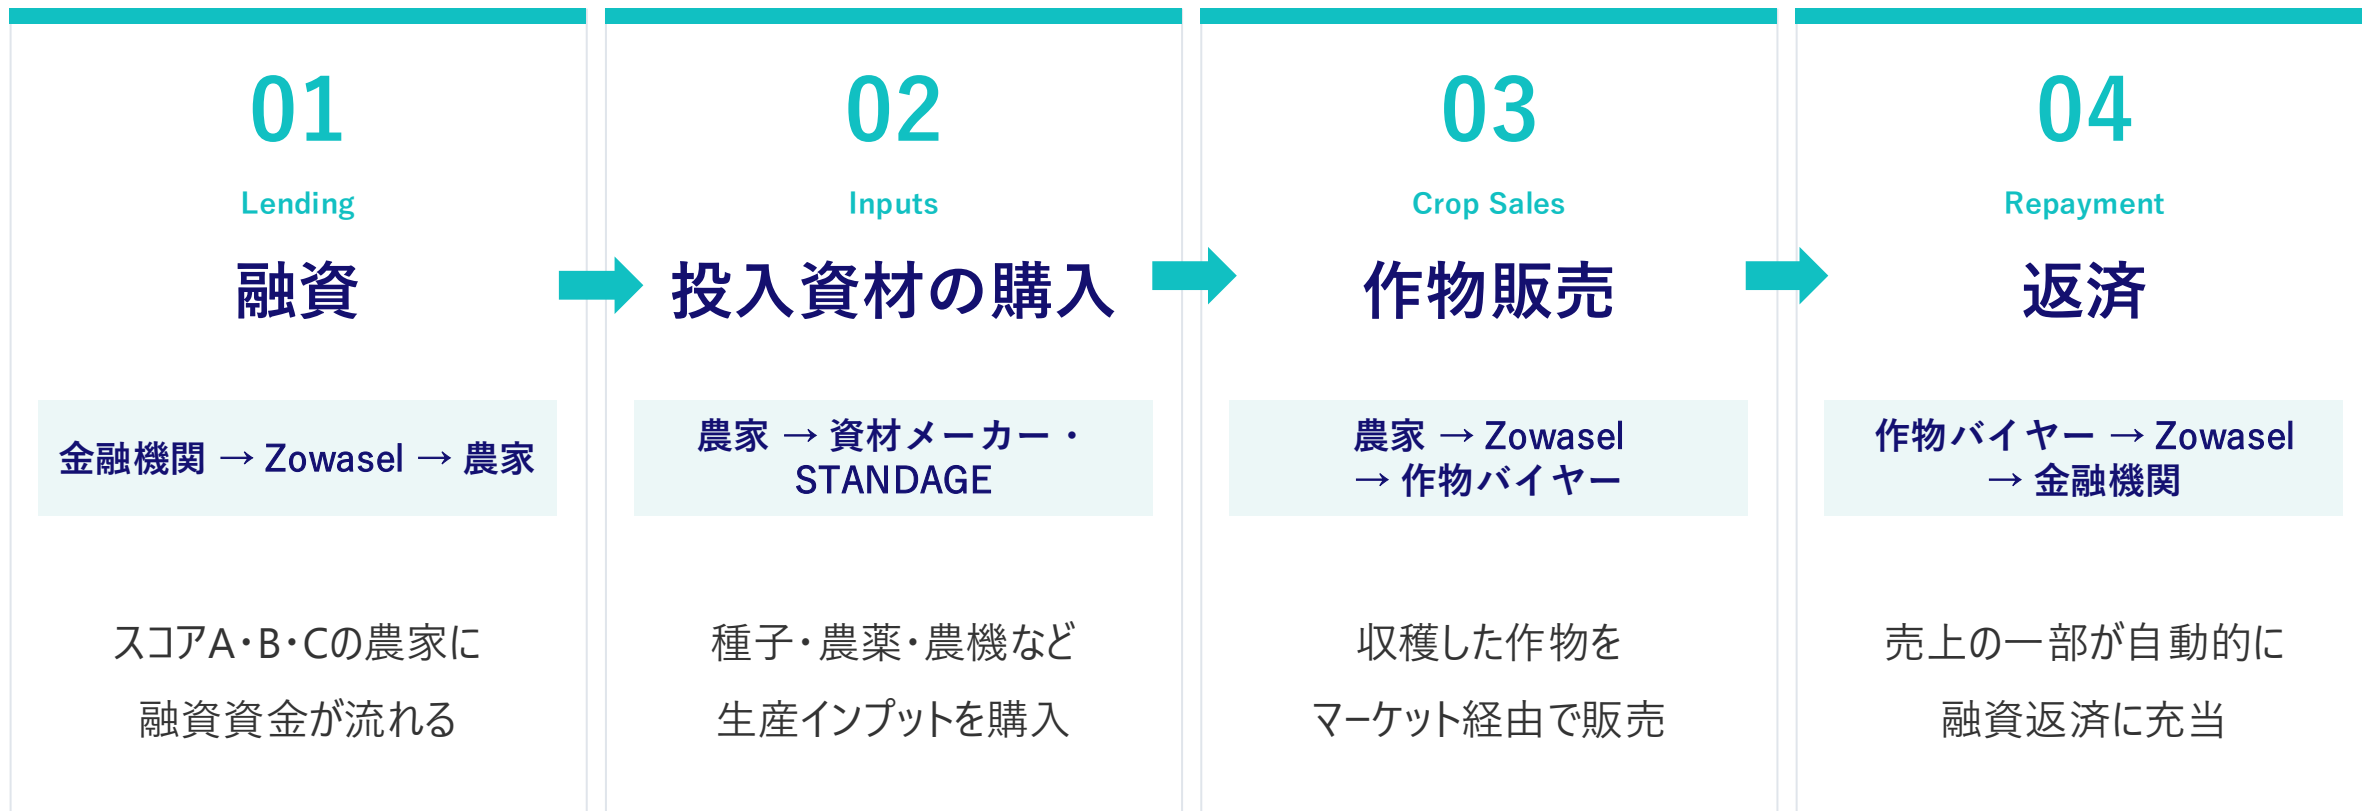 01
Lending
融資
金融機関 → Zowasel → 農家
スコアA・B・Cの農家に
融資資金が流れる
02
Inputs
投入資材の購入
農家 → 資材メーカー・
STANDAGE
種子・農薬・農機など
生産インプットを購入
03
Crop Sales
作物販売
農家 → Zowasel
→ 作物バイヤー
収穫した作物を
マーケット経由で販売
04
Repayment
返済
作物バイヤー → Zowasel
→ 金融機関
売上の一部が自動的に
融資返済に充当